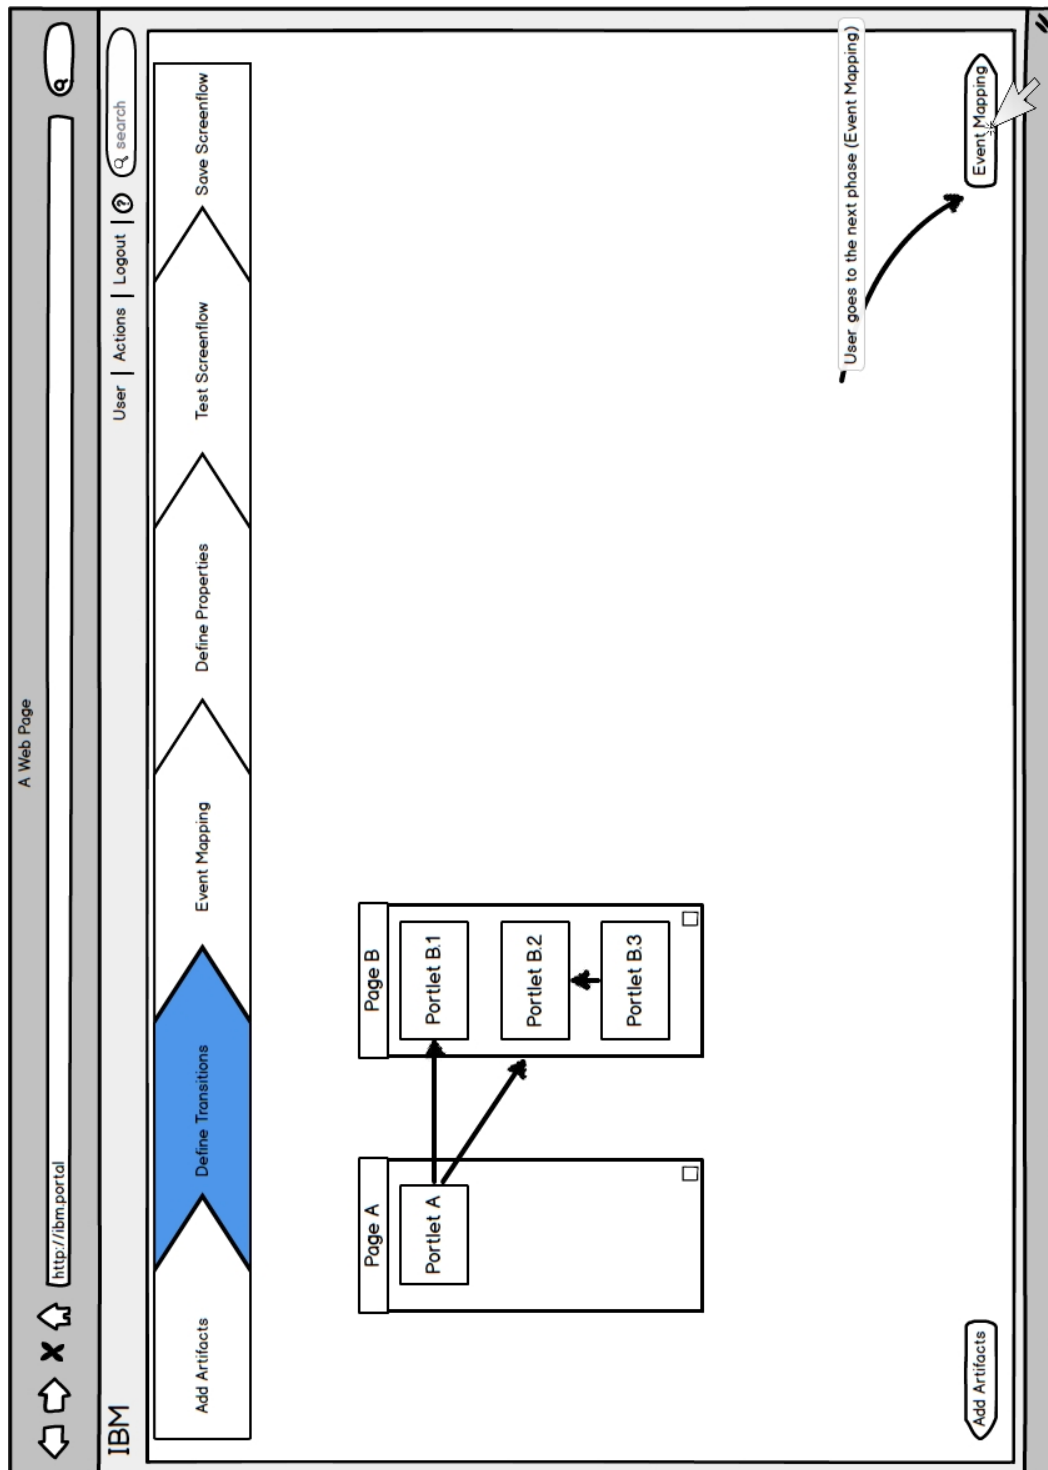 A Web Page
http://ibm.portal
IBM
User | Actions | Logout | ? search
Add Artifacts
Define Transitions
Event Mapping
Define Properties
Test Screenflow
Save Screenflow
Page A
Portlet A
Page B
Portlet B.1
Portlet B.2
Portlet B.3
User goes to the next phase (Event Mapping)
Add Artifacts
Event Mapping